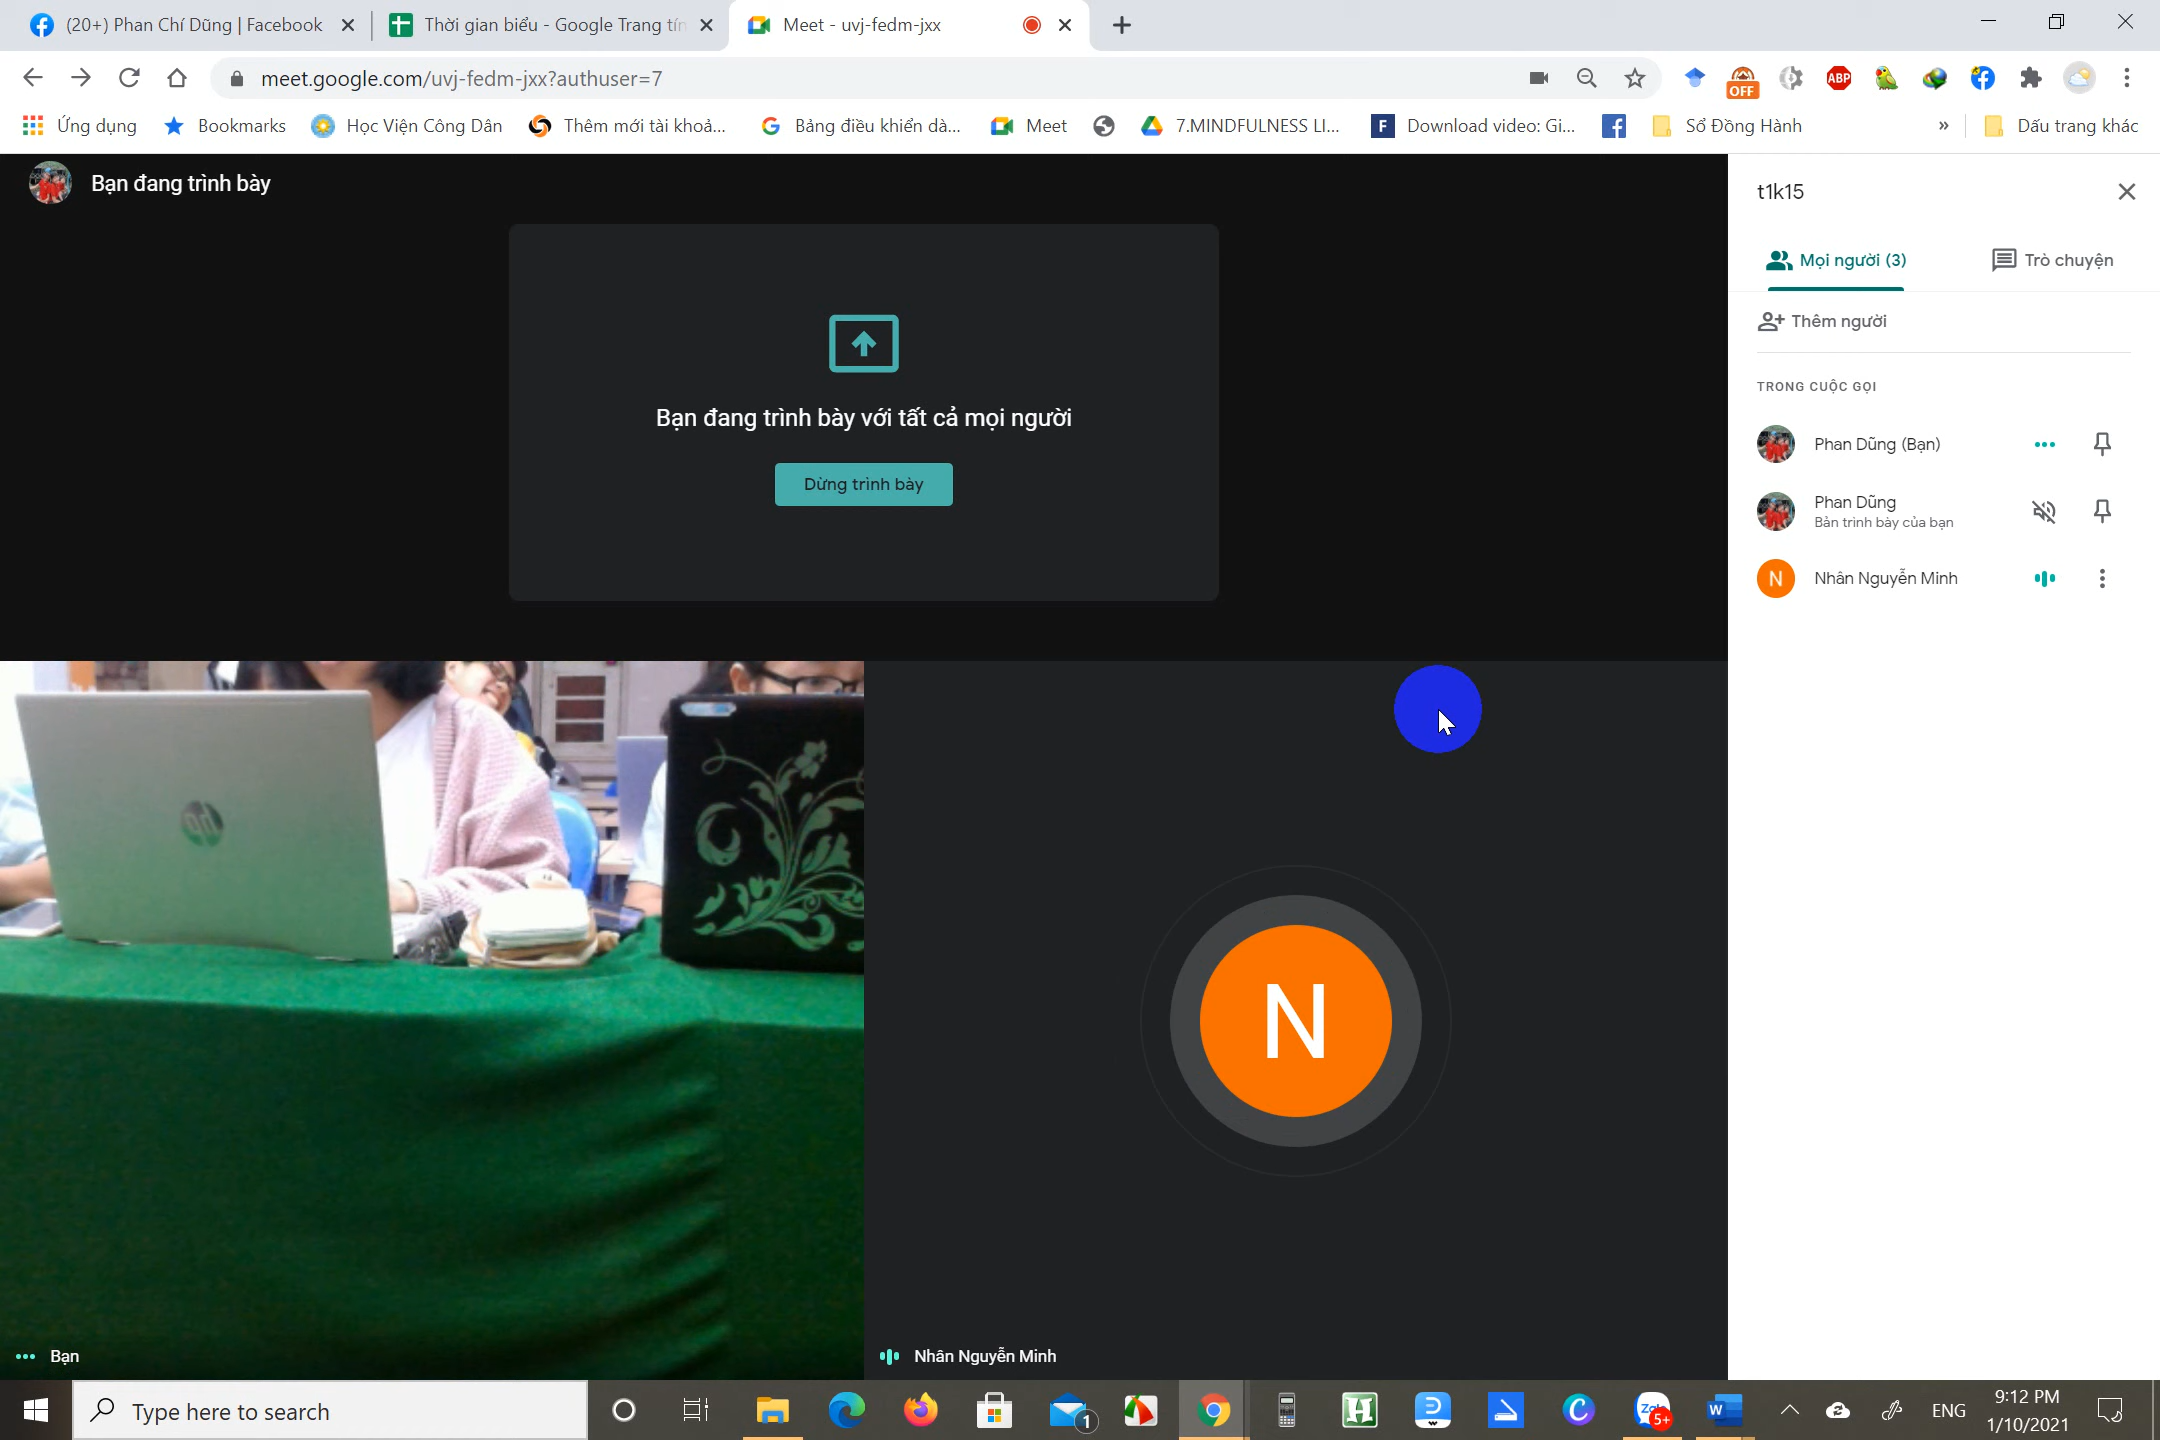 (20+) Phan Chí Dũng | Facebook
Thời gian biểu - Google Trang tín
Meet - uvj-fedm-jxx
meet.google.com/uvj-fedm-jxx?authuser=7
OFF
ABP
Ứng dụng
Bookmarks
Học Viện Công Dân
Thêm mới tài khoả...
Bảng điều khiển dà...
Meet
7.MINDFULNESS LI...
F
Download video: Gi...
Sổ Đồng Hành
»
Dấu trang khác
Bạn đang trình bày
Bạn đang trình bày với tất cả mọi người
Dừng trình bày
t1k15
Mọi người (3)
Trò chuyện
Thêm người
TRONG CUỘC GỌI
Phan Dũng (Bạn)
Phan Dũng
Bản trình bày của bạn
N
Nhân Nguyễn Minh
hp
N
Bạn
Nhân Nguyễn Minh
Type here to search
1
Zalo
5+
W
ENG
9:12 PM
1/10/2021